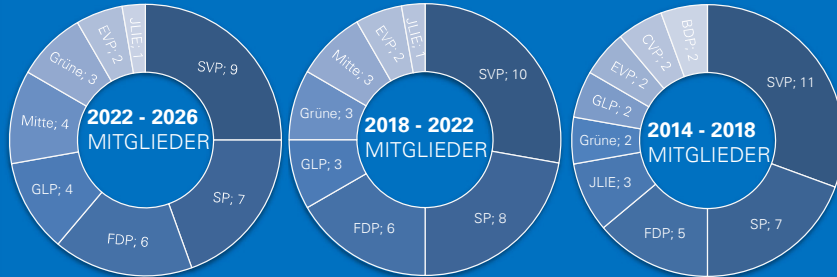 2022 - 2026
MITGLIEDER
SVP; 9
SP; 7
FDP; 6
GLP; 4
Mitte; 4
Grüne; 3
EVP; 2
JLIE; 1
2018 - 2022
MITGLIEDER
SVP; 10
SP; 8
FDP; 6
GLP; 3
Grüne; 3
Mitte; 3
EVP; 2
JLIE; 1
2014 - 2018
MITGLIEDER
SVP; 11
SP; 7
FDP; 5
JLIE; 3
Grüne; 2
GLP; 2
EVP; 2
CVP; 2
BDP; 2